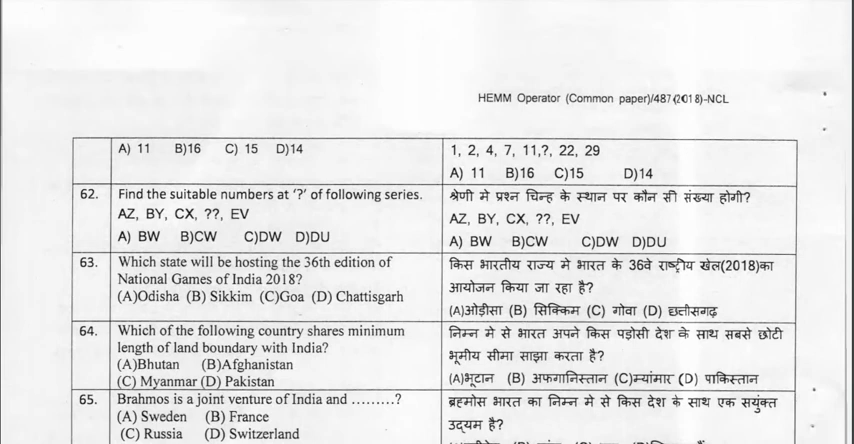 HEMM Operator (Common paper)/487(2018)-NCL
A) 11 B)16 C) 15 D)14
1, 2, 4, 7, 11,?, 22, 29
A) 11 B)16 C)15 D)14
62. Find the suitable numbers at '?' of following series.
AZ, BY, CX, ??, EV
A) BW B)CW C)DW D)DU
श्रेणी मे प्रश्न चिन्ह के स्थान पर कौन सी संख्या होगी?
AZ, BY, CX, ??, EV
A) BW B)CW C)DW D)DU
63. Which state will be hosting the 36th edition of
National Games of India 2018?
(A)Odisha (B) Sikkim (C)Goa (D) Chattisgarh
किस भारतीय राज्य मे भारत के 36वे राष्ट्रीय खेल(2018)का
आयोजन किया जा रहा है?
(A)ओड़ीसा (B) सिक्किम (C) गोवा (D) छत्तीसगढ़
64. Which of the following country shares minimum
length of land boundary with India?
(A)Bhutan (B)Afghanistan
(C) Myanmar (D) Pakistan
निम्न मे से भारत अपने किस पड़ोसी देश के साथ सबसे छोटी
भूमीय सीमा साझा करता है?
(A)भूटान (B) अफगानिस्तान (C)म्यांमार (D) पाकिस्तान
65. Brahmos is a joint venture of India and .........?
(A) Sweden (B) France
(C) Russia (D) Switzerland
ब्रहमोस भारत का निम्न मे से किस देश के साथ एक सयुंक्त
उद्यम है?